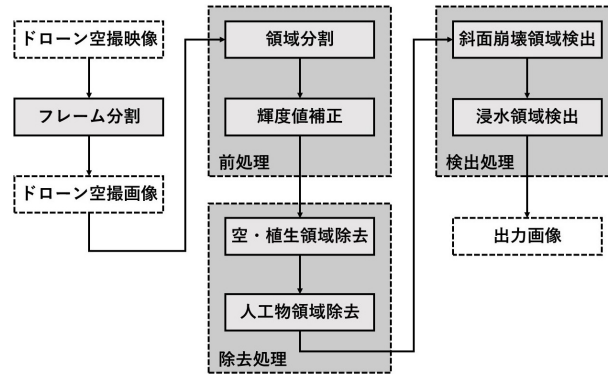 ドローン空撮映像
フレーム分割
ドローン空撮画像
領域分割
輝度値補正
前処理
空・植生領域除去
人工物領域除去
除去処理
斜面崩壊領域検出
浸水領域検出
検出処理
出力画像